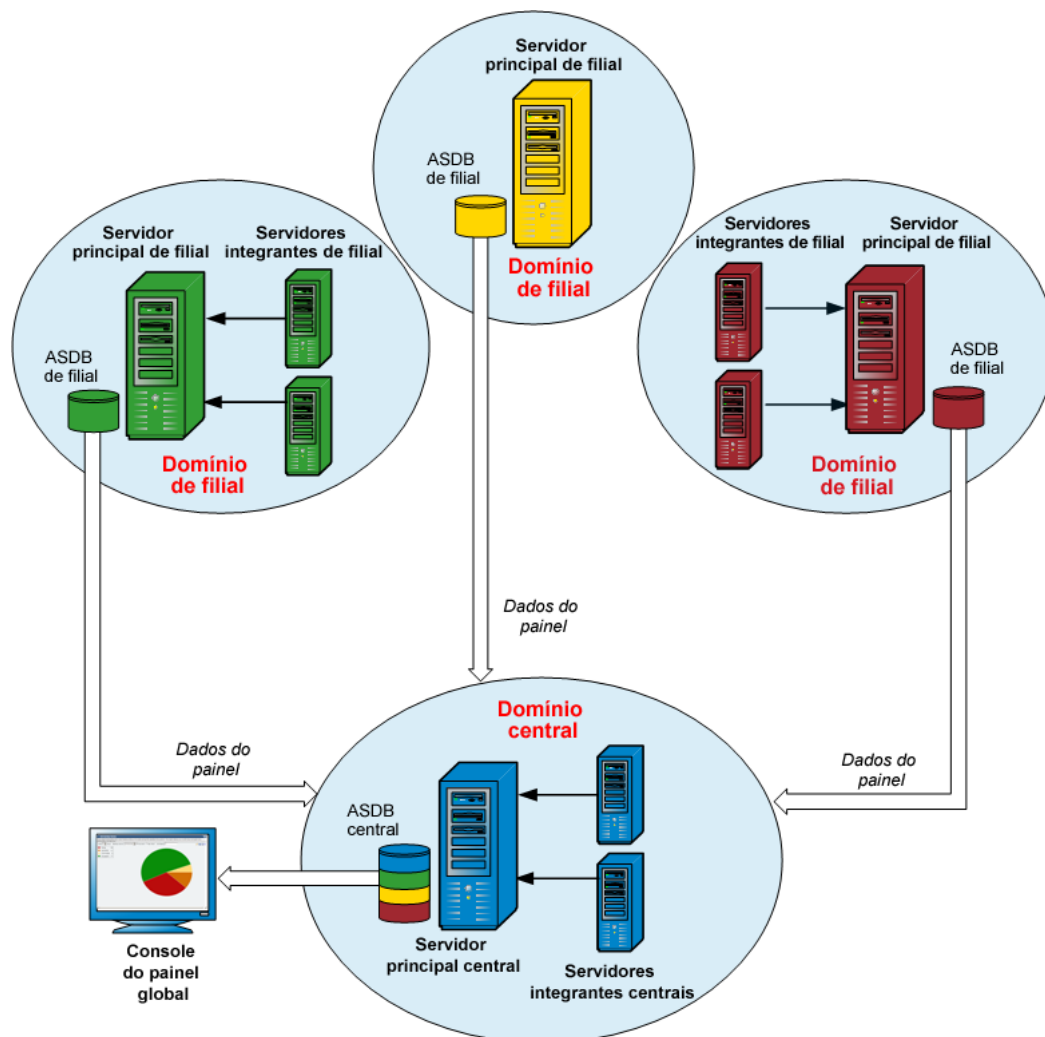 Servidor
principal de filial
ASDB
de filial
Domínio
de filial
Servidor
principal de filial
Servidores
integrantes de filial
ASDB
de filial
Domínio
de filial
Servidores
integrantes de filial
Servidor
principal de filial
ASDB
de filial
Domínio
de filial
Dados do
painel
Dados do
painel
Dados do
painel
Domínio
central
ASDB
central
Servidor
principal central
Servidores
integrantes centrais
Console
do painel
global